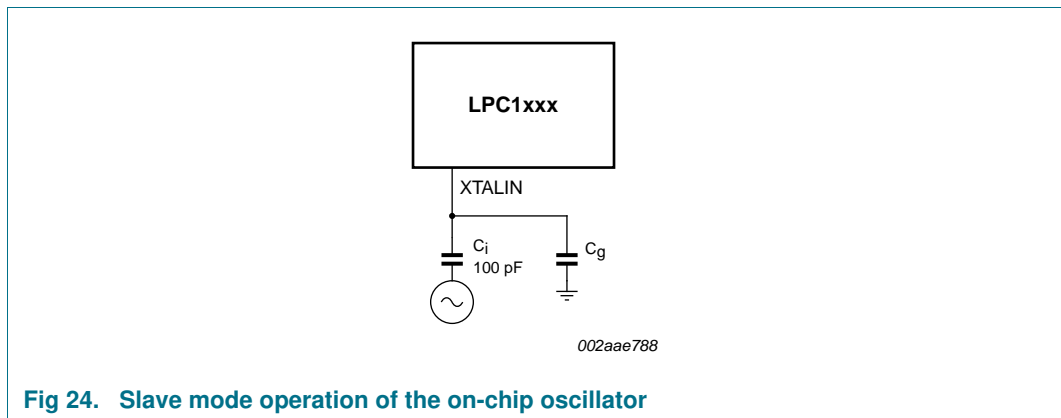 LPC1xxx
XTALIN
Ci
100 pF
Cg
002aae788
Fig 24. Slave mode operation of the on-chip oscillator